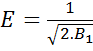 E = 1 / √2.B₁